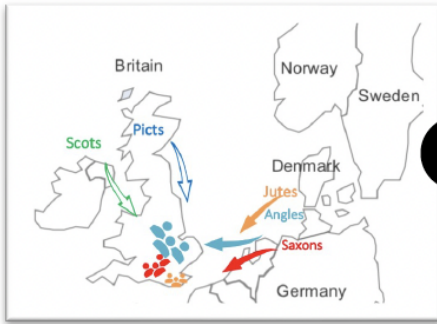 Britain
Norway
Sweden
Scots
Picts
Denmark
Jutes
Angles
Saxons
Germany